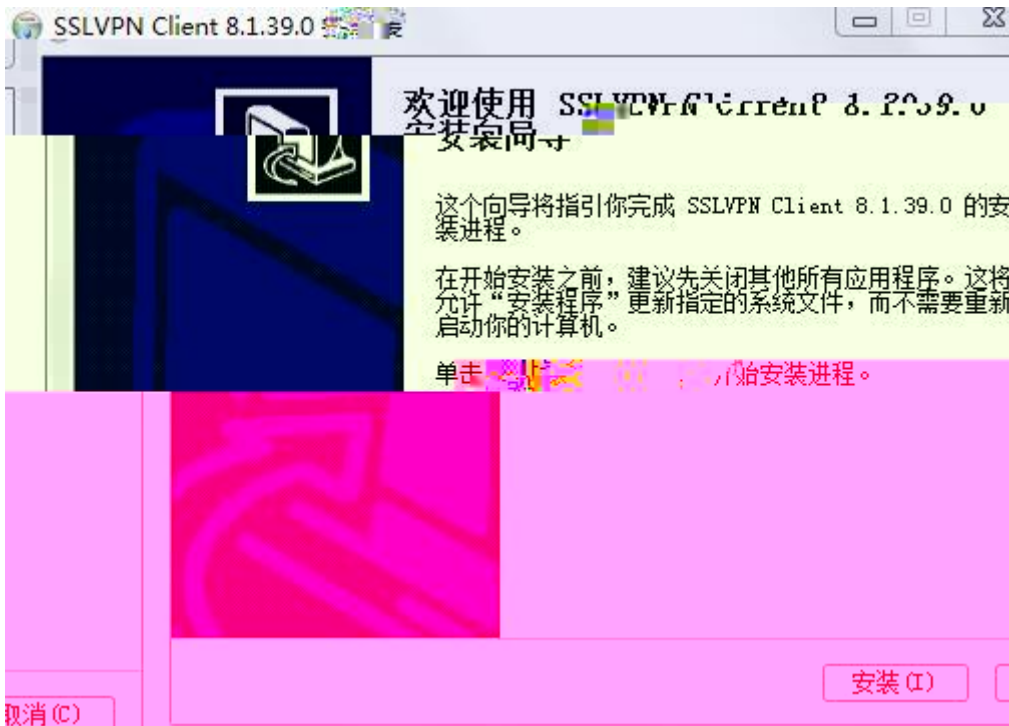 SSLVPN Client 8.1.39.0
欢迎使用
安装向导
这个向导将指引你完成 SSLVPN Client 8.1.39.0 的安
装进程。
在开始安装之前，建议先关闭其他所有应用程序。这将
允许“安装程序”更新指定的系统文件，而不需要重新
启动你的计算机。
单击
始安装进程。
安装(I)
取消(C)